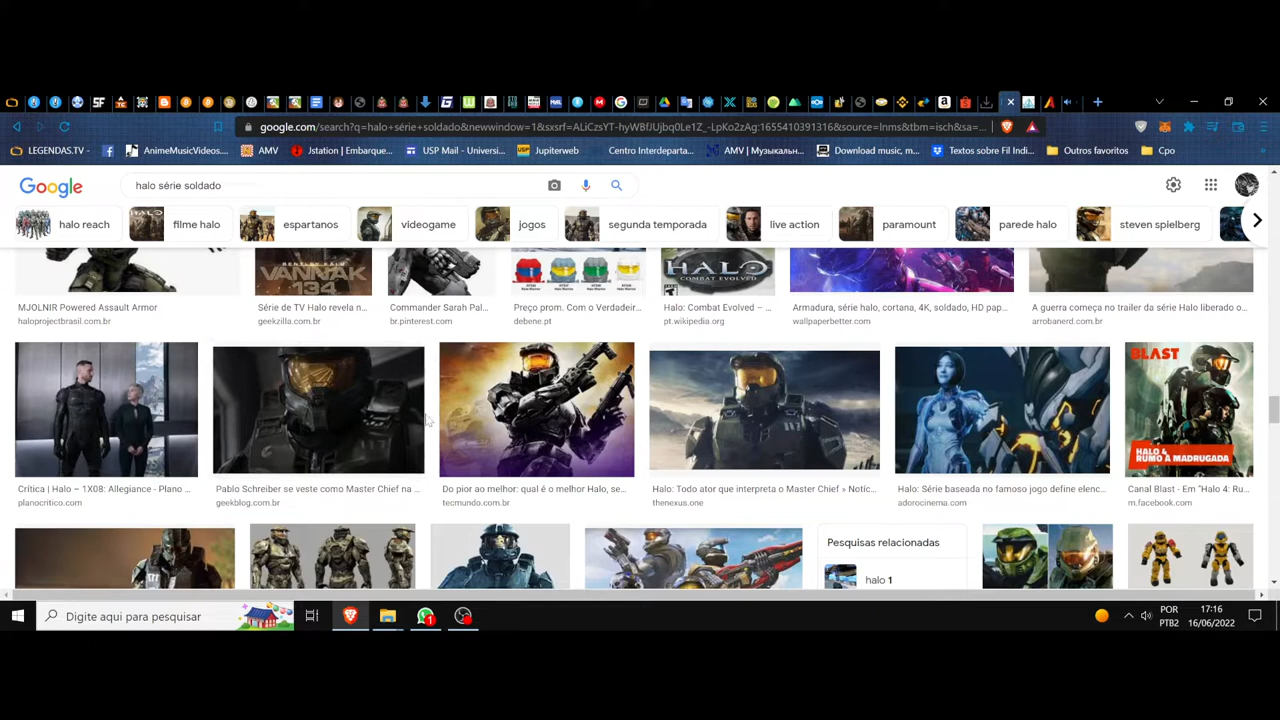 LEGENDAS.TV -
AnimeMusicVideos...
AMV
Jstation | Embarque...
USP Mail - Universi...
Jupiterweb
Centro Interdeparta...
AMV | Музыкальн...
Download music, m...
Textos sobre Fil Indi...
Outros favoritos
Cpo
google.com/search?q=halo+série+soldado&newwindow=1&sxsrf=ALiCzsYT-hyWBfJUjbq0Le1Z_-LpKo2zAg:1655410391316&source=lnms&tbm=isch&sa=...
Google
halo série soldado
halo reach
filme halo
espartanos
videogame
jogos
segunda temporada
live action
paramount
parede halo
steven spielberg
BENTLEY KALU
VANNAK
134
HALO
COMBAT EVOLVED
MJOLNIR Powered Assault Armor
haloprojectbrasil.com.br
Série de TV Halo revela n...
geekzilla.com.br
Commander Sarah Pal...
br.pinterest.com
Preço prom. Com o Verdadeir...
debene.pt
Halo: Combat Evolved – ...
pt.wikipedia.org
Armadura, série halo, cortana, 4K, soldado, HD pap...
wallpaperbetter.com
A guerra começa no trailer da série Halo liberado o...
arrobanerd.com.br
BLAST
117
HALO 4
RUMO A MADRUGADA
Crítica | Halo – 1X08: Allegiance - Plano ...
planocritico.com
Pablo Schreiber se veste como Master Chief na ...
geekblog.com.br
Do pior ao melhor: qual é o melhor Halo, se...
tecmundo.com.br
Halo: Todo ator que interpreta o Master Chief » Notíc...
thenexus.one
Halo: Série baseada no famoso jogo define elenc...
adorocinema.com
Canal Blast - Em "Halo 4: Ru...
m.facebook.com
Pesquisas relacionadas
halo 1
Digite aqui para pesquisar
1
POR
PTB2
17:16
16/06/2022